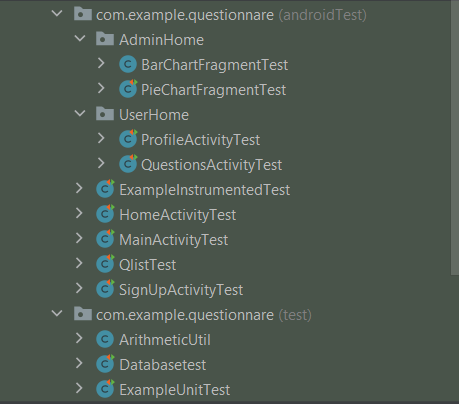 com.example.questionnare (androidTest)
AdminHome
BarChartFragmentTest
PieChartFragmentTest
UserHome
ProfileActivityTest
QuestionsActivityTest
ExampleInstrumentedTest
HomeActivityTest
MainActivityTest
QlistTest
SignUpActivityTest
com.example.questionnare (test)
ArithmeticUtil
Databasetest
ExampleUnitTest